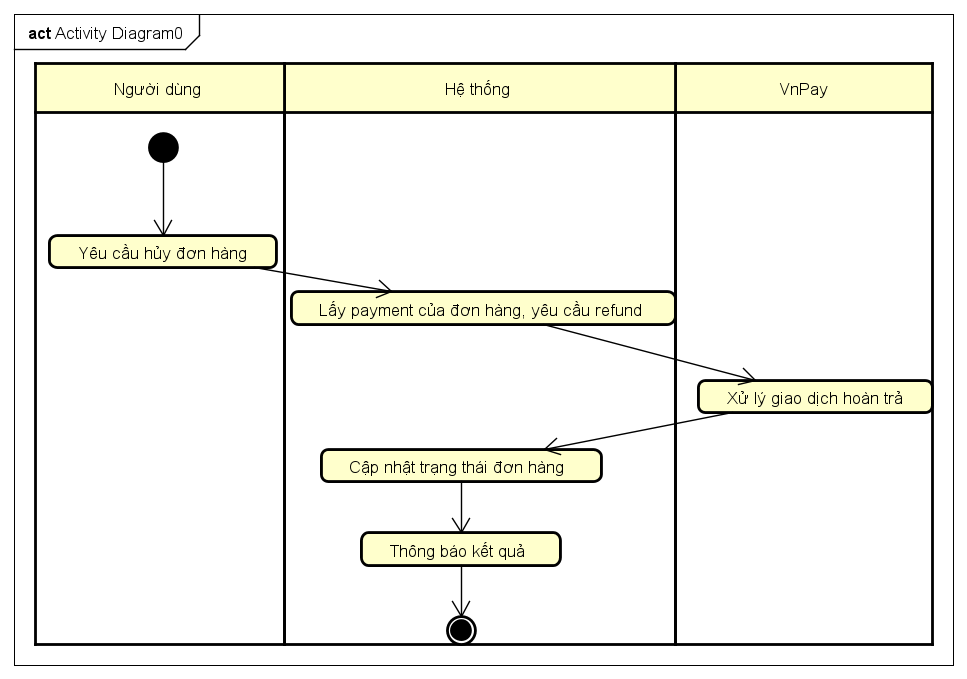 act Activity Diagram0
Người dùng
Hệ thống
VnPay
Yêu cầu hủy đơn hàng
Lấy payment của đơn hàng, yêu cầu refund
Xử lý giao dịch hoàn trả
Cập nhật trạng thái đơn hàng
Thông báo kết quả